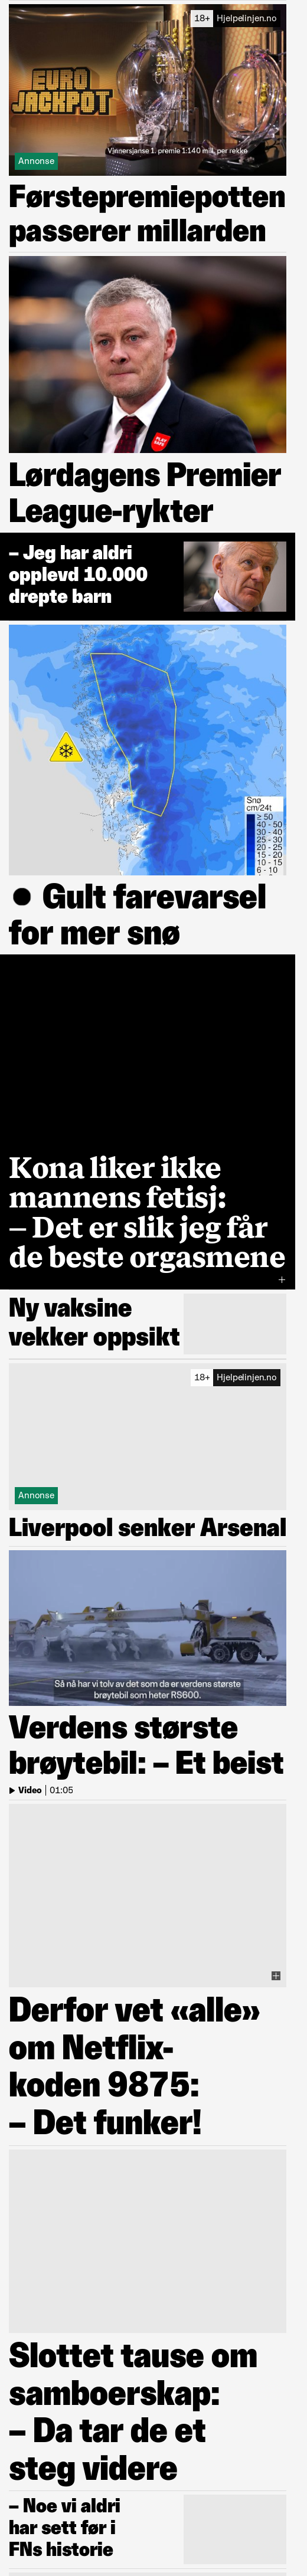 18+ Hjelpelinjen.no
EURO
JACKPOT
Vinnersjanse 1. premie 1:140 mill. per rekke
Annonse
Førstepremiepotten
passerer millarden
PLAY
SAFE
Lørdagens Premier
League-rykter
– Jeg har aldri
opplevd 10.000
drepte barn
Snø
cm/24t
≥ 50
40 - 50
30 - 40
25 - 30
20 - 25
15 - 20
10 - 15
6 - 10
● Gult farevarsel
for mer snø
Kona liker ikke
mannens fetisj:
– Det er slik jeg får
de beste orgasmene
Ny vaksine
vekker oppsikt
18+ Hjelpelinjen.no
Annonse
Liverpool senker Arsenal
Så nå har vi tolv av det som da er verdens største
brøytebil som heter RS600.
Verdens største
brøytebil: – Et beist
Video | 01:05
Derfor vet «alle»
om Netflix-
koden 9875:
– Det funker!
Slottet tause om
samboerskap:
– Da tar de et
steg videre
– Noe vi aldri
har sett før i
FNs historie